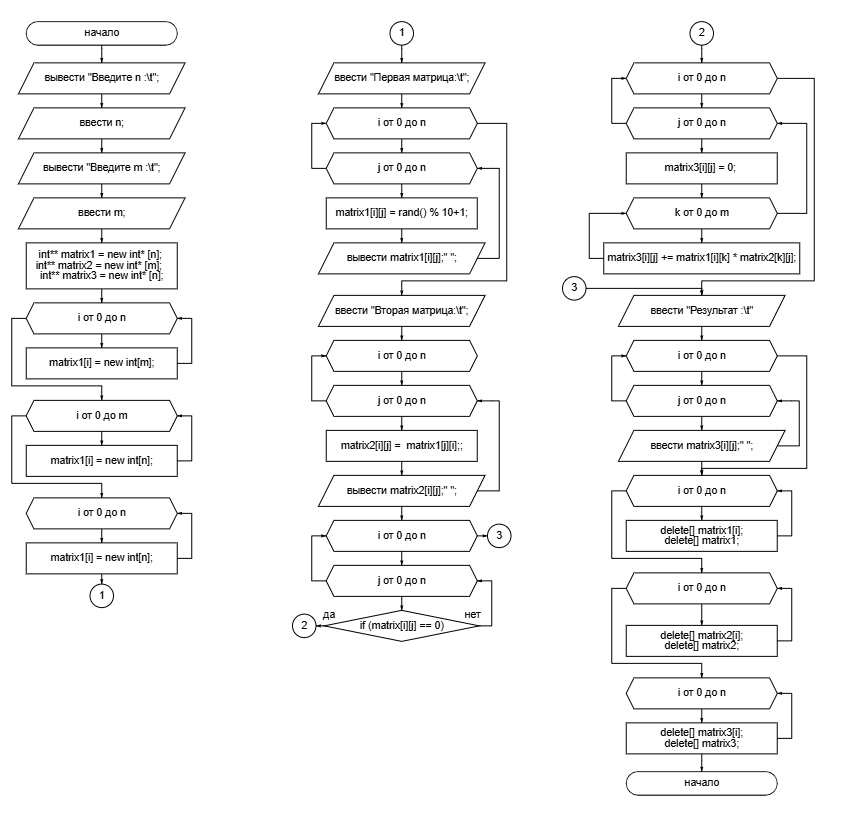 начало
вывести "Введите n :\t";
ввести n;
вывести "Введите m :\t";
ввести m;
int** matrix1 = new int* [n];
int** matrix2 = new int* [m];
int** matrix3 = new int* [n];
i от 0 до n
matrix1[i] = new int[m];
i от 0 до m
matrix1[i] = new int[n];
i от 0 до n
matrix1[i] = new int[n];
1
1
ввести "Первая матрица:\t";
i от 0 до n
j от 0 до n
matrix1[i][j] = rand() % 10+1;
вывести matrix1[i][j];" ";
ввести "Вторая матрица:\t";
i от 0 до n
j от 0 до n
matrix2[i][j] = matrix1[j][i];;
вывести matrix2[i][j];" ";
i от 0 до n
3
j от 0 до n
да
нет
2
if (matrix[i][j] == 0)
2
i от 0 до n
j от 0 до n
matrix3[i][j] = 0;
k от 0 до m
matrix3[i][j] += matrix1[i][k] * matrix2[k][j];
3
ввести "Результат :\t"
i от 0 до n
j от 0 до n
ввести matrix3[i][j];" ";
i от 0 до n
delete[] matrix1[i];
delete[] matrix1;
i от 0 до n
delete[] matrix2[i];
delete[] matrix2;
i от 0 до n
delete[] matrix3[i];
delete[] matrix3;
начало